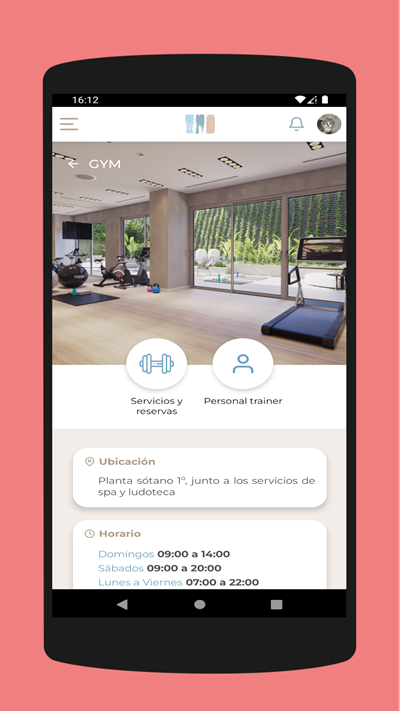 16:12
GYM
Servicios y
reservas
Personal trainer
Ubicación
Planta sótano 1º, junto a los servicios de
spa y ludoteca
Horario
Domingos 09:00 a 14:00
Sábados 09:00 a 20:00
Lunes a Viernes 07:00 a 22:00